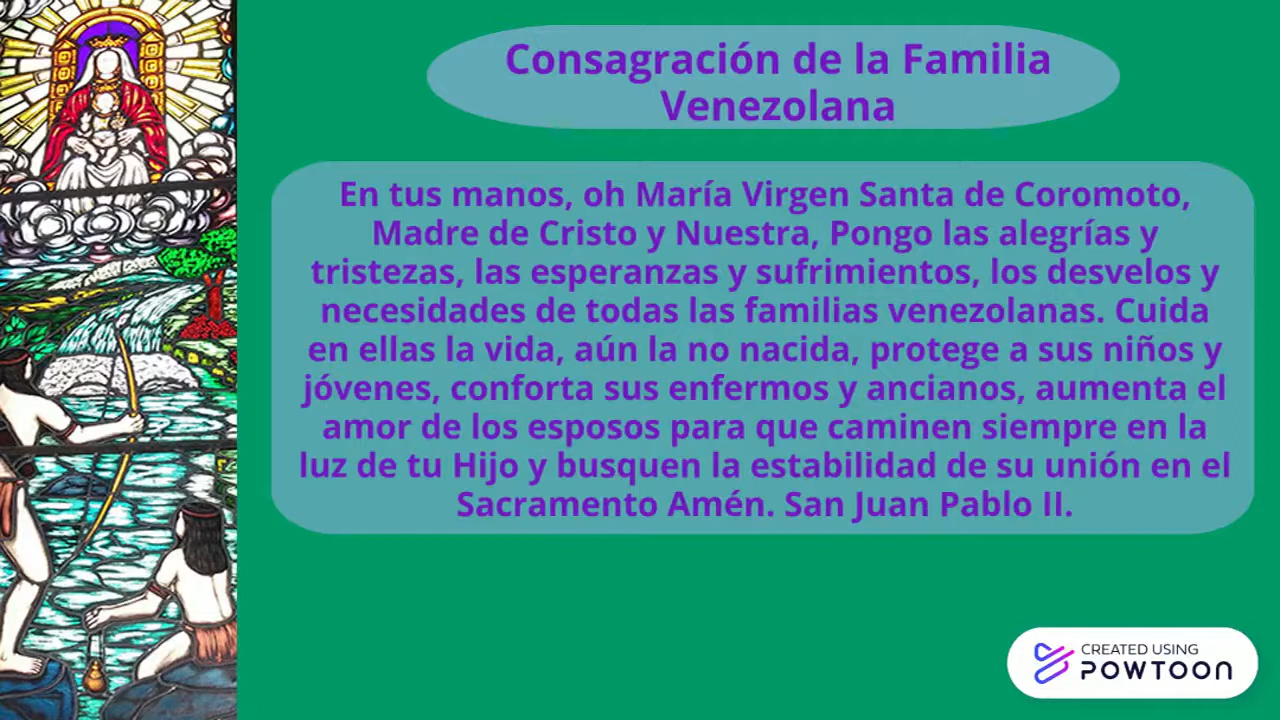 Consagración de la Familia
Venezolana
En tus manos, oh María Virgen Santa de Coromoto,
Madre de Cristo y Nuestra, Pongo las alegrías y
tristezas, las esperanzas y sufrimientos, los desvelos y
necesidades de todas las familias venezolanas. Cuida
en ellas la vida, aún la no nacida, protege a sus niños y
jóvenes, conforta sus enfermos y ancianos, aumenta el
amor de los esposos para que caminen siempre en la
luz de tu Hijo y busquen la estabilidad de su unión en el
Sacramento Amén. San Juan Pablo II.
CREATED USING
POWTOON